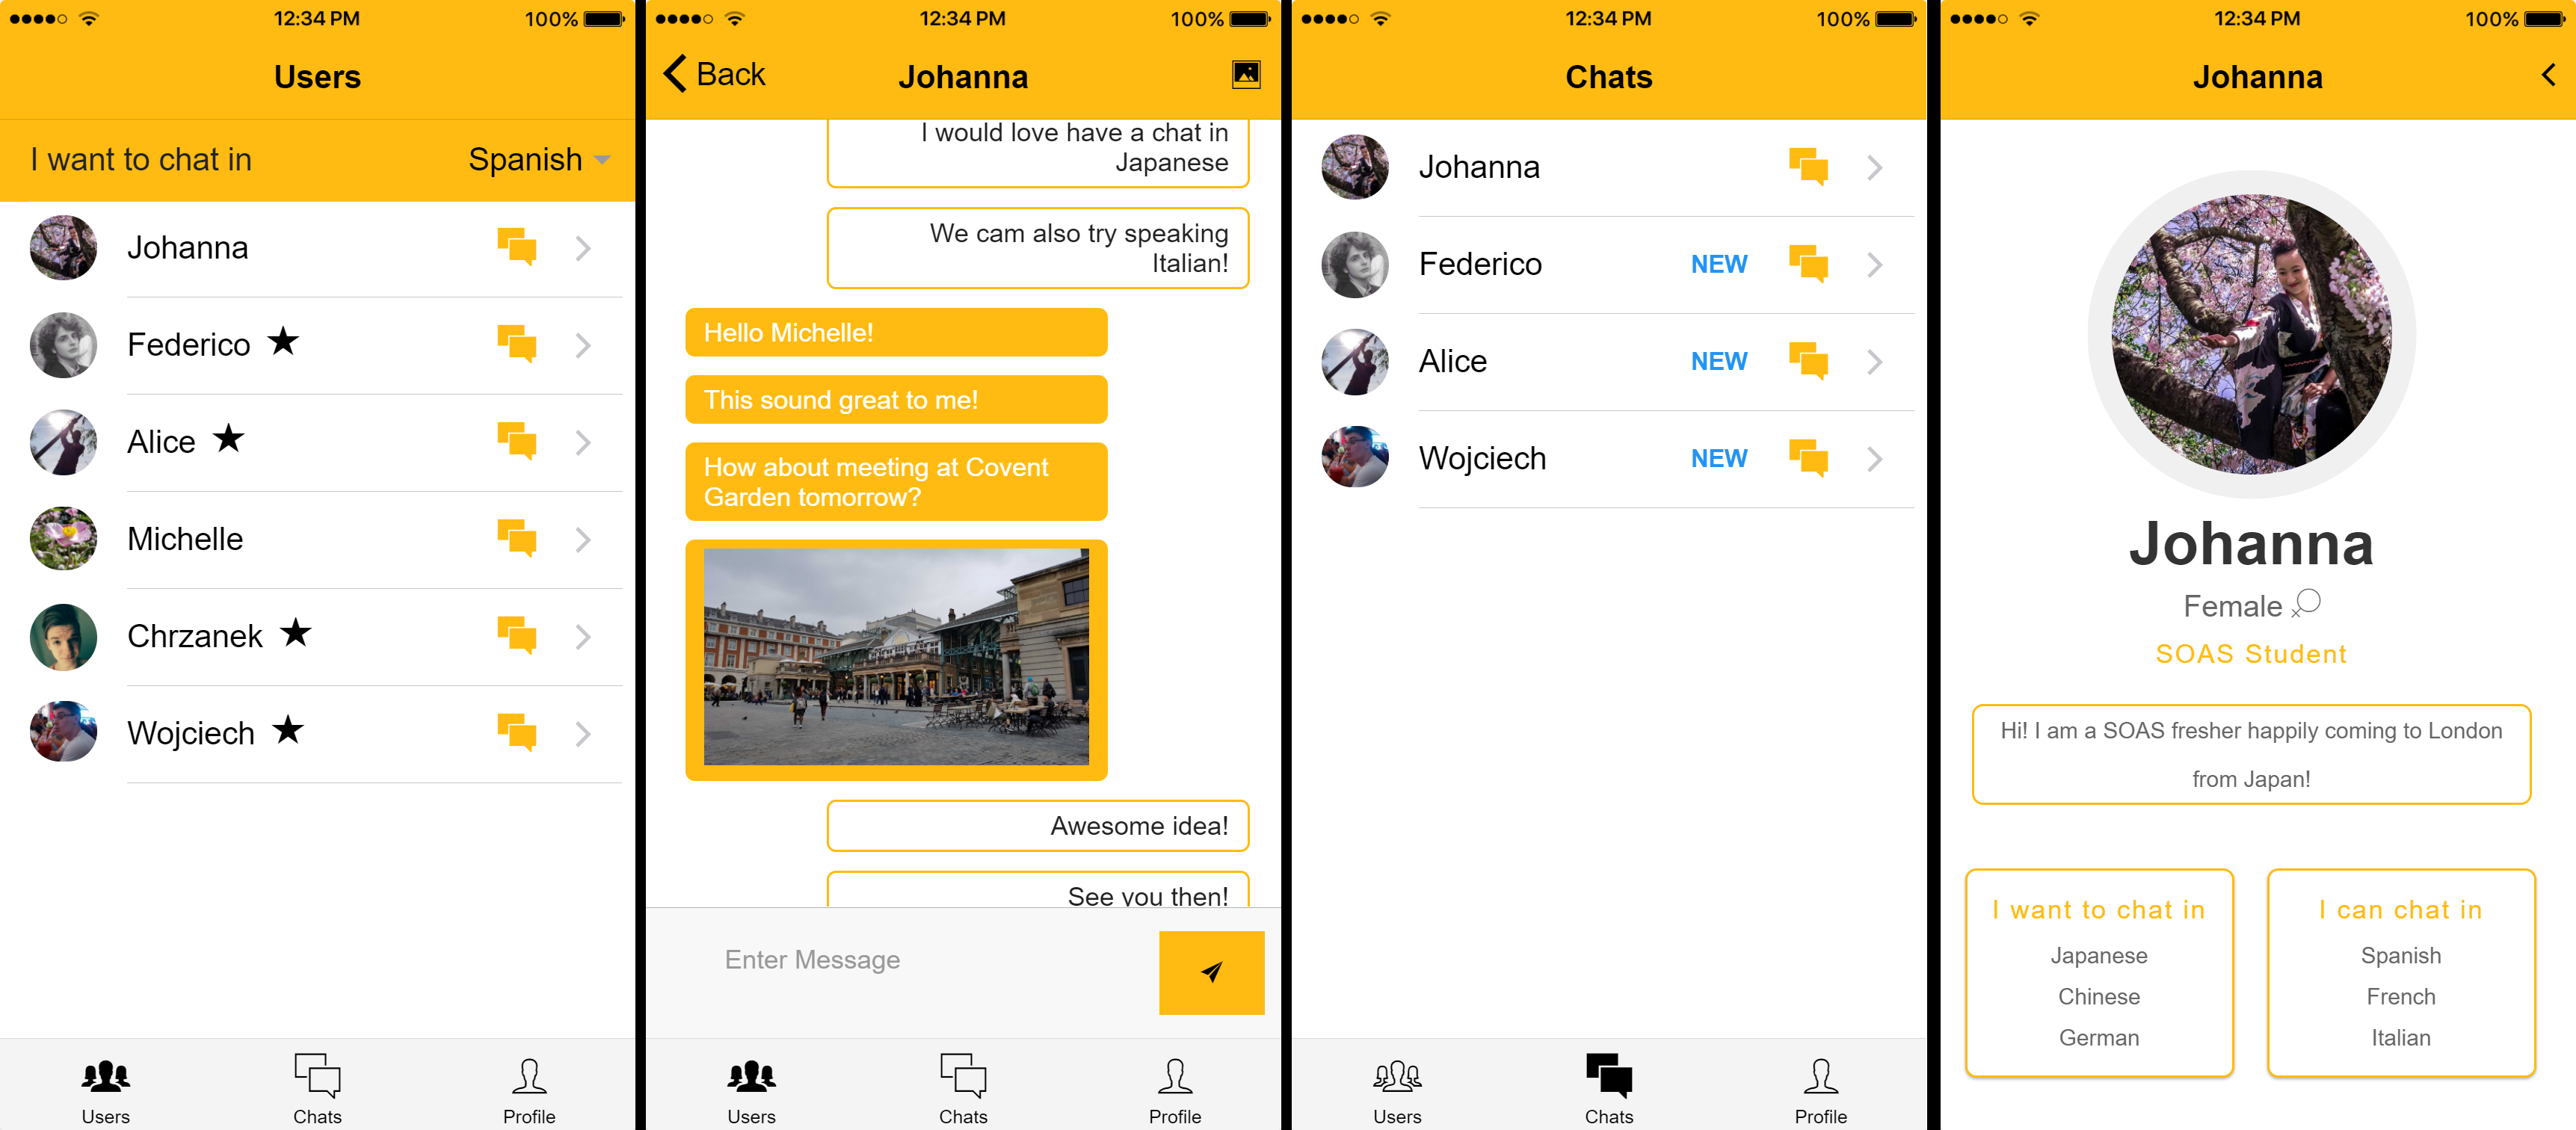 12:34 PM
100%
Users
I want to chat in
Spanish
Johanna
Federico
Alice
Michelle
Chrzanek
Wojciech
Users
Chats
Profile
12:34 PM
100%
Back
Johanna
I would love have a chat in
Japanese
We cam also try speaking
Italian!
Hello Michelle!
This sound great to me!
How about meeting at Covent
Garden tomorrow?
Awesome idea!
See you then!
Enter Message
Users
Chats
Profile
12:34 PM
100%
Chats
Johanna
Federico
NEW
Alice
NEW
Wojciech
NEW
Users
Chats
Profile
12:34 PM
100%
Johanna
Johanna
Female
SOAS Student
Hi! I am a SOAS fresher happily coming to London
from Japan!
I want to chat in
Japanese
Chinese
German
I can chat in
Spanish
French
Italian